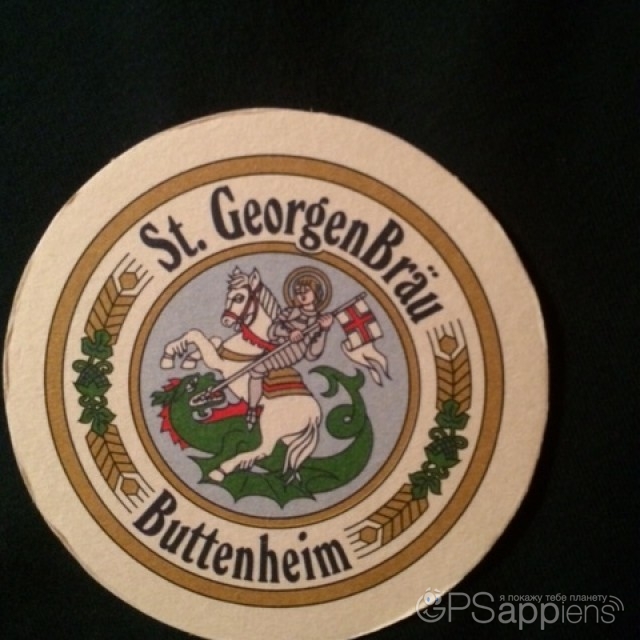 St. GeorgenBräu
Buttenheim
я покажу тебе планету
GPSappiens